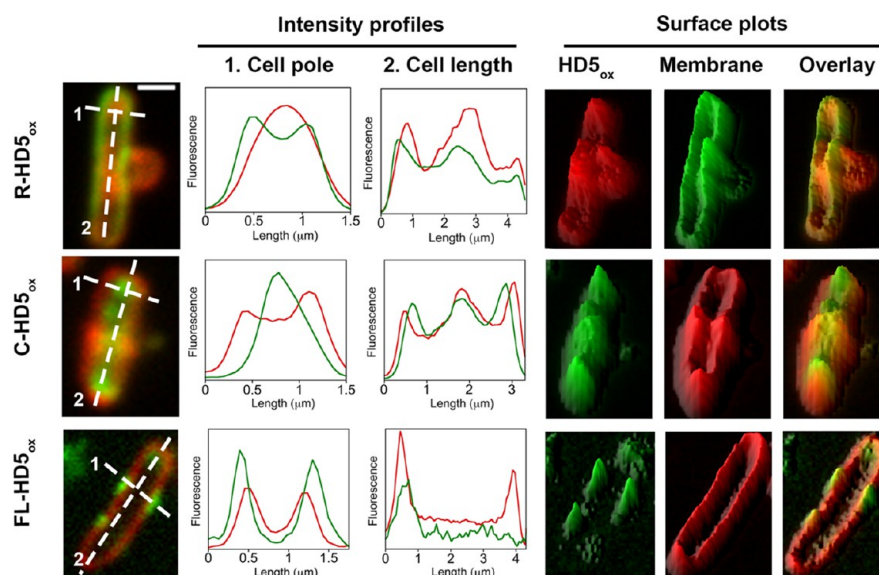 Intensity profiles
Surface plots
1. Cell pole
2. Cell length
HD5ox
Membrane
Overlay
R-HD5ox
1
2
Fluorescence
0
0.5
1
1.5
Length (μm)
Fluorescence
0
1
2
3
4
Length (μm)
C-HD5ox
1
2
Fluorescence
0
0.5
1
1.5
Length (μm)
Fluorescence
0
1
2
3
Length (μm)
FL-HD5ox
1
2
Fluorescence
0
0.5
1
1.5
Length (μm)
Fluorescence
0
1
2
3
4
Length (μm)